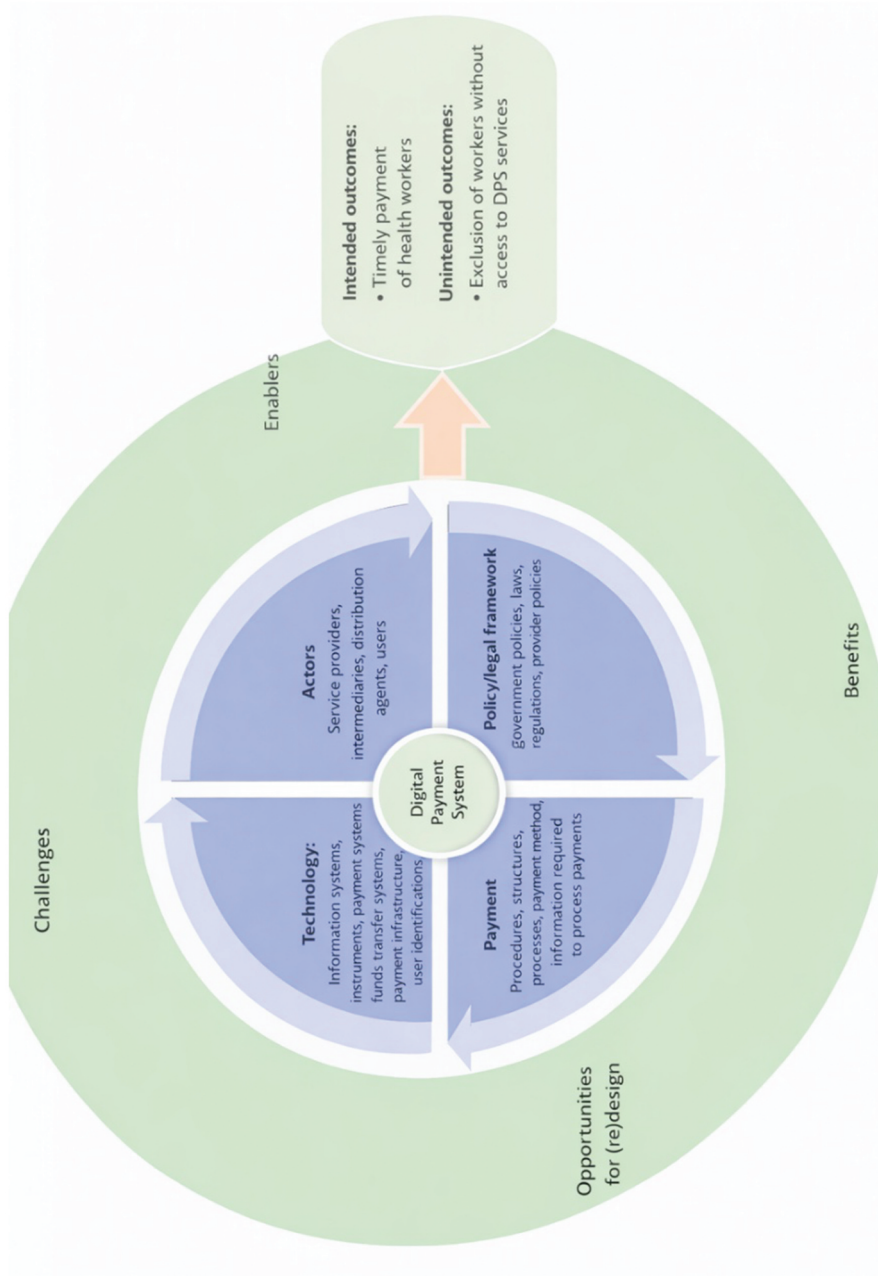 Challenges
Enablers
Technology:
Information systems,
instruments, payment systems
funds transfer systems,
payment infrastructure,
user identifications
Actors
Service providers,
intermediaries, distribution
agents, users
Digital
Payment
System
Payment
Procedures, structures,
processes, payment method,
information required
to process payments
Policy/legal framework
government policies, laws,
regulations, provider policies
Intended outcomes:
• Timely payment
of health workers
Unintended outcomes:
• Exclusion of workers without
access to DPS services
Opportunities
for (re)design
Benefits